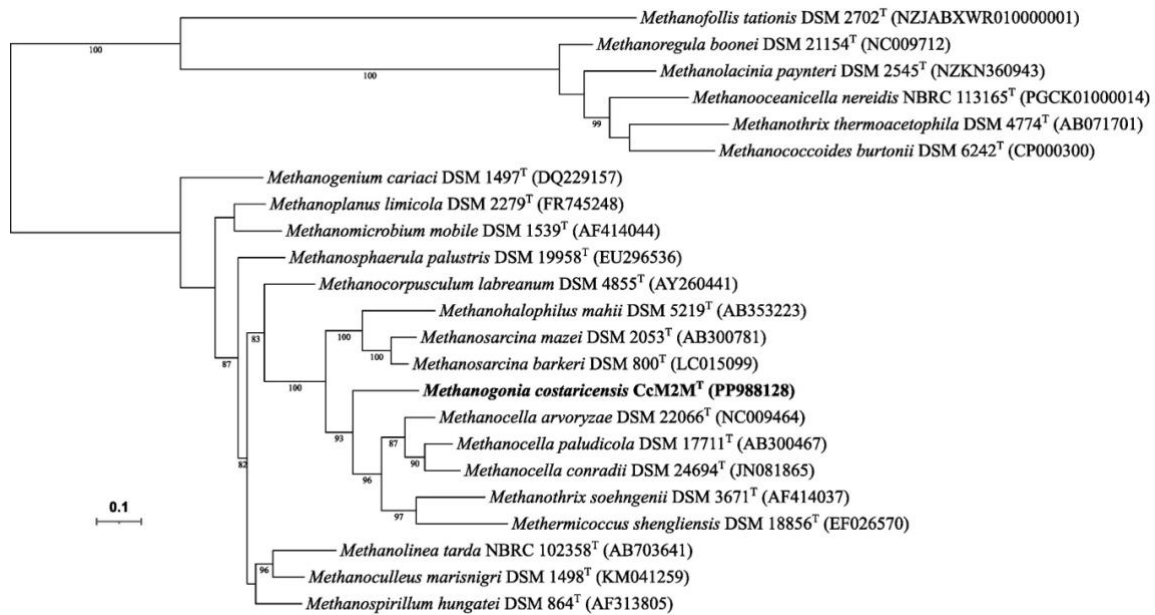 Methanofollis tationis DSM 2702T (NZJABXWR010000001)
100
Methanoregula boonei DSM 21154T (NC009712)
100
Methanolacinia paynteri DSM 2545T (NZKN360943)
Methanooceanicella nereidis NBRC 113165T (PGCK01000014)
99
Methanothrix thermoacetophila DSM 4774T (AB071701)
Methanococcoides burtonii DSM 6242T (CP000300)
Methanogenium cariaci DSM 1497T (DQ229157)
Methanoplanus limicola DSM 2279T (FR745248)
Methanomicrobium mobile DSM 1539T (AF414044)
Methanosphaerula palustris DSM 19958T (EU296536)
Methanocorpusculum labreanum DSM 4855T (AY260441)
Methanohalophilus mahii DSM 5219T (AB353223)
83
100
Methanosarcina mazei DSM 2053T (AB300781)
100
87
Methanosarcina barkeri DSM 800T (LC015099)
100
Methanogonia costaricensis CcM2MT (PP988128)
Methanocella arvoryzae DSM 22066T (NC009464)
93
87
Methanocella paludicola DSM 17711T (AB300467)
90
82
Methanocella conradii DSM 24694T (JN081865)
96
Methanothrix soehngenii DSM 3671T (AF414037)
0.1
97
Methermicoccus shengliensis DSM 18856T (EF026570)
Methanolinea tarda NBRC 102358T (AB703641)
96
Methanoculleus marisnigri DSM 1498T (KM041259)
Methanospirillum hungatei DSM 864T (AF313805)